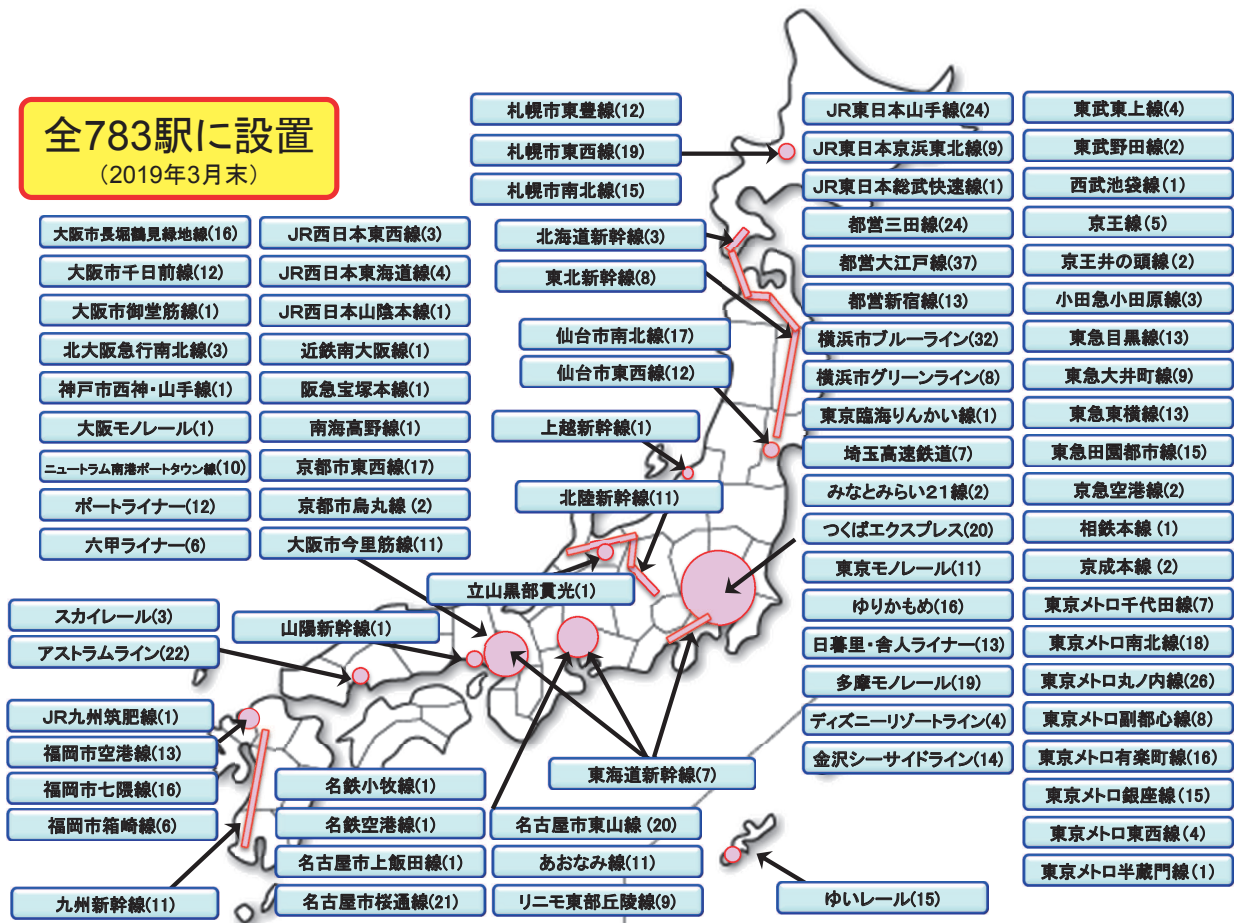 全783駅に設置
(2019年3月末)
札幌市東豊線(12)
札幌市東西線(19)
札幌市南北線(15)
北海道新幹線(3)
東北新幹線(8)
仙台市南北線(17)
仙台市東西線(12)
上越新幹線(1)
北陸新幹線(11)
立山黒部貫光(1)
大阪市長堀鶴見緑地線(16)
大阪市千日前線(12)
大阪市御堂筋線(1)
北大阪急行南北線(3)
神戸市西神・山手線(1)
大阪モノレール(1)
ニュートラム南港ポートタウン線(10)
ポートライナー(12)
六甲ライナー(6)
JR西日本東西線(3)
JR西日本東海道線(4)
JR西日本山陰本線(1)
近鉄南大阪線(1)
阪急宝塚本線(1)
南海高野線(1)
京都市東西線(17)
京都市烏丸線 (2)
大阪市今里筋線(11)
スカイレール(3)
アストラムライン(22)
山陽新幹線(1)
JR九州筑肥線(1)
福岡市空港線(13)
福岡市七隈線(16)
福岡市箱崎線(6)
九州新幹線(11)
名鉄小牧線(1)
名鉄空港線(1)
名古屋市上飯田線(1)
名古屋市桜通線(21)
東海道新幹線(7)
名古屋市東山線 (20)
あおなみ線(11)
リニモ東部丘陵線(9)
ゆいレール(15)
JR東日本山手線(24)
JR東日本京浜東北線(9)
JR東日本総武快速線(1)
都営三田線(24)
都営大江戸線(37)
都営新宿線(13)
横浜市ブルーライン(32)
横浜市グリーンライン(8)
東京臨海りんかい線(1)
埼玉高速鉄道(7)
みなとみらい21線(2)
つくばエクスプレス(20)
東京モノレール(11)
ゆりかもめ(16)
日暮里・舎人ライナー(13)
多摩モノレール(19)
ディズニーリゾートライン(4)
金沢シーサイドライン(14)
東武東上線(4)
東武野田線(2)
西武池袋線(1)
京王線(5)
京王井の頭線(2)
小田急小田原線(3)
東急目黒線(13)
東急大井町線(9)
東急東横線(13)
東急田園都市線(15)
京急空港線(2)
相鉄本線 (1)
京成本線 (2)
東京メトロ千代田線(7)
東京メトロ南北線(18)
東京メトロ丸ノ内線(26)
東京メトロ副都心線(8)
東京メトロ有楽町線(16)
東京メトロ銀座線(15)
東京メトロ東西線(4)
東京メトロ半蔵門線(1)